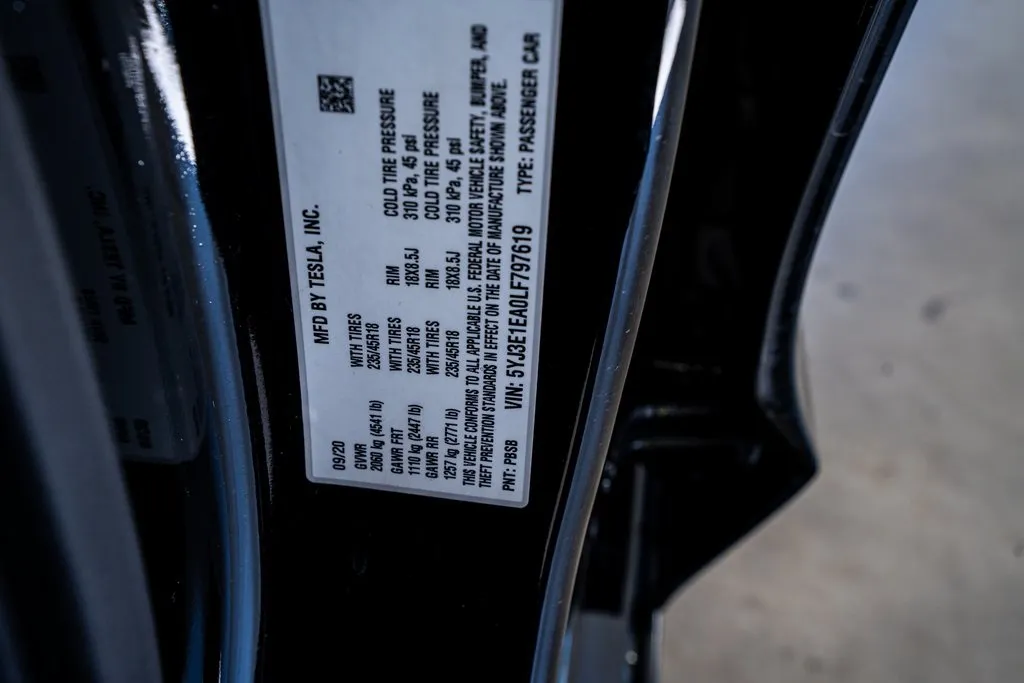 MFD BY TESLA, INC.
09/20
GVWR WITH TIRES RIM COLD TIRE PRESSURE
2060 kg (4541 lb) 235/45R18 18X8.5J 310 kPa, 45 psi
GAWR FRT WITH TIRES RIM COLD TIRE PRESSURE
1110 kg (2447 lb) 235/45R18 18X8.5J 310 kPa, 45 psi
GAWR RR WITH TIRES
1257 kg (2771 lb) 235/45R18
THIS VEHICLE CONFORMS TO ALL APPLICABLE U.S. FEDERAL MOTOR VEHICLE SAFETY, BUMPER, AND
THEFT PREVENTION STANDARDS IN EFFECT ON THE DATE OF MANUFACTURE SHOWN ABOVE.
PNT: PBSB VIN: 5YJ3E1EA0LF797619 TYPE: PASSENGER CAR